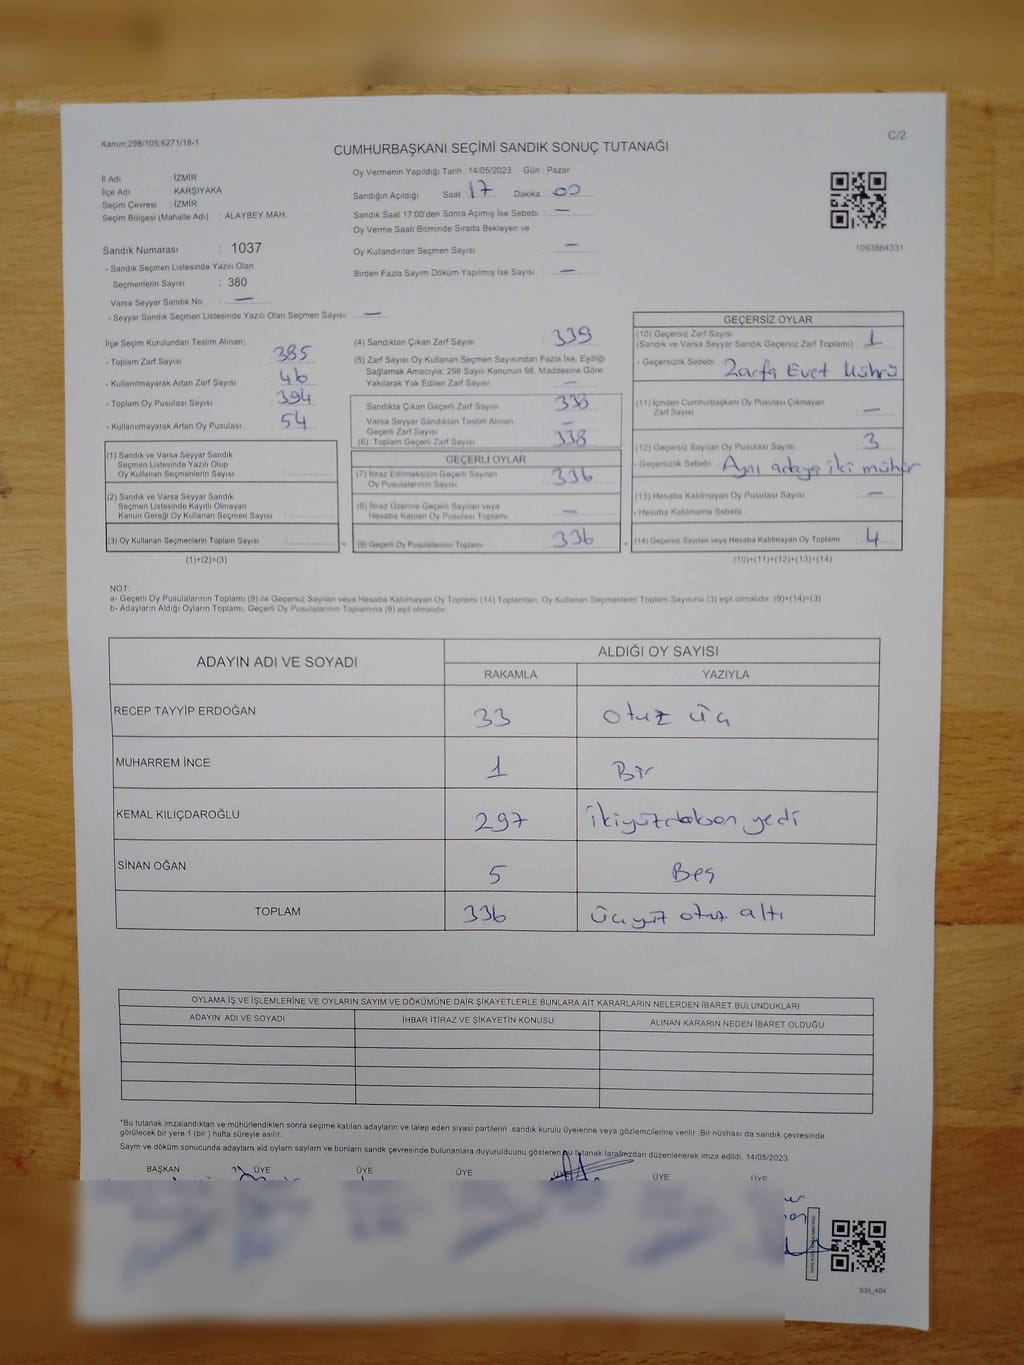 Kanun:298/105;6271/18-1
C/2
CUMHURBAŞKANI SEÇİMİ SANDIK SONUÇ TUTANAĞI
İl Adı : İZMİR
İlçe Adı : KARŞIYAKA
Seçim Çevresi : İZMİR
Seçim Bölgesi (Mahalle Adı) : ALAYBEY MAH.
Sandık Numarası : 1037
- Sandık Seçmen Listesinde Yazılı Olan
Seçmenlerin Sayısı : 380
Varsa Seyyar Sandık No : —
- Seyyar Sandık Seçmen Listesinde Yazılı Olan Seçmen Sayısı: —
Oy Vermenin Yapıldığı Tarih : 14/05/2023 Gün : Pazar
Sandığın Açıldığı Saat : 17 Dakika : 00
Sandık Saat 17:00'den Sonra Açımış İse Sebebi : —
Oy Verme Saati Bitiminde Sırada Bekleyen ve
Oy Kullandırılan Seçmen Sayısı : —
Birden Fazla Sayım Döküm Yapılmış İse Sayısı : —
1093864331
İlçe Seçim Kurulundan Teslim Alınan:
- Toplam Zarf Sayısı : 385
- Kullanılmayarak Artan Zarf Sayısı : 46
- Toplam Oy Pusulası Sayısı : 394
- Kullanılmayarak Artan Oy Pusulası : 54
(1) Sandık ve Varsa Seyyar Sandık
Seçmen Listesinde Yazılı Olup
Oy Kullanan Seçmenlerin Sayısı :
(2) Sandık ve Varsa Seyyar Sandık
Seçmen Listesinde Kayıtlı Olmayan
Kanun Gereği Oy Kullanan Seçmen Sayısı :
(3) Oy Kullanan Seçmenlerin Toplam Sayısı :
(1)+(2)=(3)
(4) Sandıktan Çıkan Zarf Sayısı : 339
(5) Zarf Sayısı Oy Kullanan Seçmen Sayısından Fazla İse, Eşitliği
Sağlamak Amacıyla; 298 Sayılı Kanunun 98. Maddesine Göre
Yakılarak Yok Edilen Zarf Sayısı : —
Sandıkta Çıkan Geçerli Zarf Sayısı : 338
Varsa Seyyar Sandıktan Teslim Alınan
Geçerli Zarf Sayısı : —
(6) Toplam Geçerli Zarf Sayısı : 338
GEÇERLİ OYLAR
(7) İtiraz Edilmeksizin Geçerli Sayılan
Oy Pusulalarının Sayısı : 336
(8) İtiraz Üzerine Geçerli Sayılan veya
Hesaba Katılan Oy Pusulası Toplamı : —
= (9) Geçerli Oy Pusulalarının Toplamı : 336
GEÇERSİZ OYLAR
(10) Geçersiz Zarf Sayısı
(Sandık ve Varsa Seyyar Sandık Geçersiz Zarf Toplamı) : 1
- Geçersizlik Sebebi : Zarfa Evet Mührü
(11) İçinden Cumhurbaşkanı Oy Pusulası Çıkmayan
Zarf Sayısı : —
(12) Geçersiz Sayılan Oy Pusulası Sayısı : 3
- Geçersizlik Sebebi : Aynı adaya iki mühür
(13) Hesaba Katılmayan Oy Pusulası Sayısı : —
- Hesaba Katılmama Sebebi :
+ (14) Geçersiz Sayılan veya Hesaba Katılmayan Oy Toplamı : 4
(10)+(11)+(12)+(13)=(14)
NOT:
a- Geçerli Oy Pusulalarının Toplamı (9) ile Geçersiz Sayılan veya Hesaba Katılmayan Oy Toplamı (14) Toplamları, Oy Kullanan Seçmenlerin Toplam Sayısına (3) eşit olmalıdır. (9)+(14)=(3)
b- Adayların Aldığı Oyların Toplamı, Geçerli Oy Pusulalarının Toplamına (9) eşit olmalıdır.
ADAYIN ADI VE SOYADI ALDIĞI OY SAYISI
RAKAMLA YAZIYLA
RECEP TAYYİP ERDOĞAN 33 otuz üç
MUHARREM İNCE 1 Bir
KEMAL KILIÇDAROĞLU 297 ikiyüzdoksan yedi
SİNAN OĞAN 5 Beş
TOPLAM 336 üçyüz otuz altı
OYLAMA İŞ VE İŞLEMLERİNE VE OYLARIN SAYIM VE DÖKÜMÜNE DAİR ŞİKAYETLERLE BUNLARA AİT KARARLARIN NELERDEN İBARET BULUNDUKLARI
ADAYIN ADI VE SOYADI İHBAR İTİRAZ VE ŞİKAYETİN KONUSU ALINAN KARARIN NEDEN İBARET OLDUĞU
*Bu tutanak imzalandıktan ve mühürlendikten sonra seçime katılan adayların ve talep eden siyasi partilerin sandık kurulu üyelerine veya gözlemcilerine verilir .Bir nüshası da sandık çevresinde
görülecek bir yere 1 (bir ) hafta süreyle asılır.
Sayım ve döküm sonucunda adayların aldı oyların sayları ve bunların sandk çevresinde bulunanlara duyurulduunu gösteren bu tutanak tarafmzdan düzenlenerek imza edildi. 14/05/2023
BAŞKAN ÜYE ÜYE ÜYE ÜYE ÜYE ÜYE